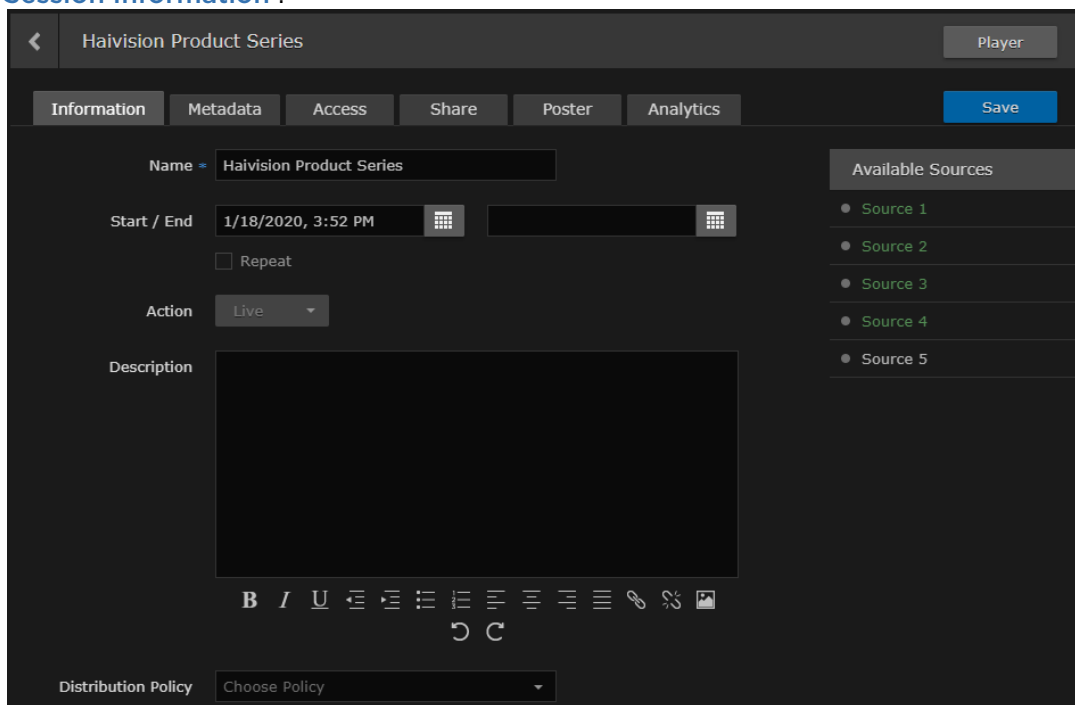 Session Information .
Haivision Product Series
Player
Information Metadata Access Share Poster Analytics
Save
Name * Haivision Product Series
Available Sources
Start / End 1/18/2020, 3:52 PM
Source 1
Source 2
Repeat
Source 3
Action Live
Source 4
Description
Source 5
B I U
Distribution Policy Choose Policy